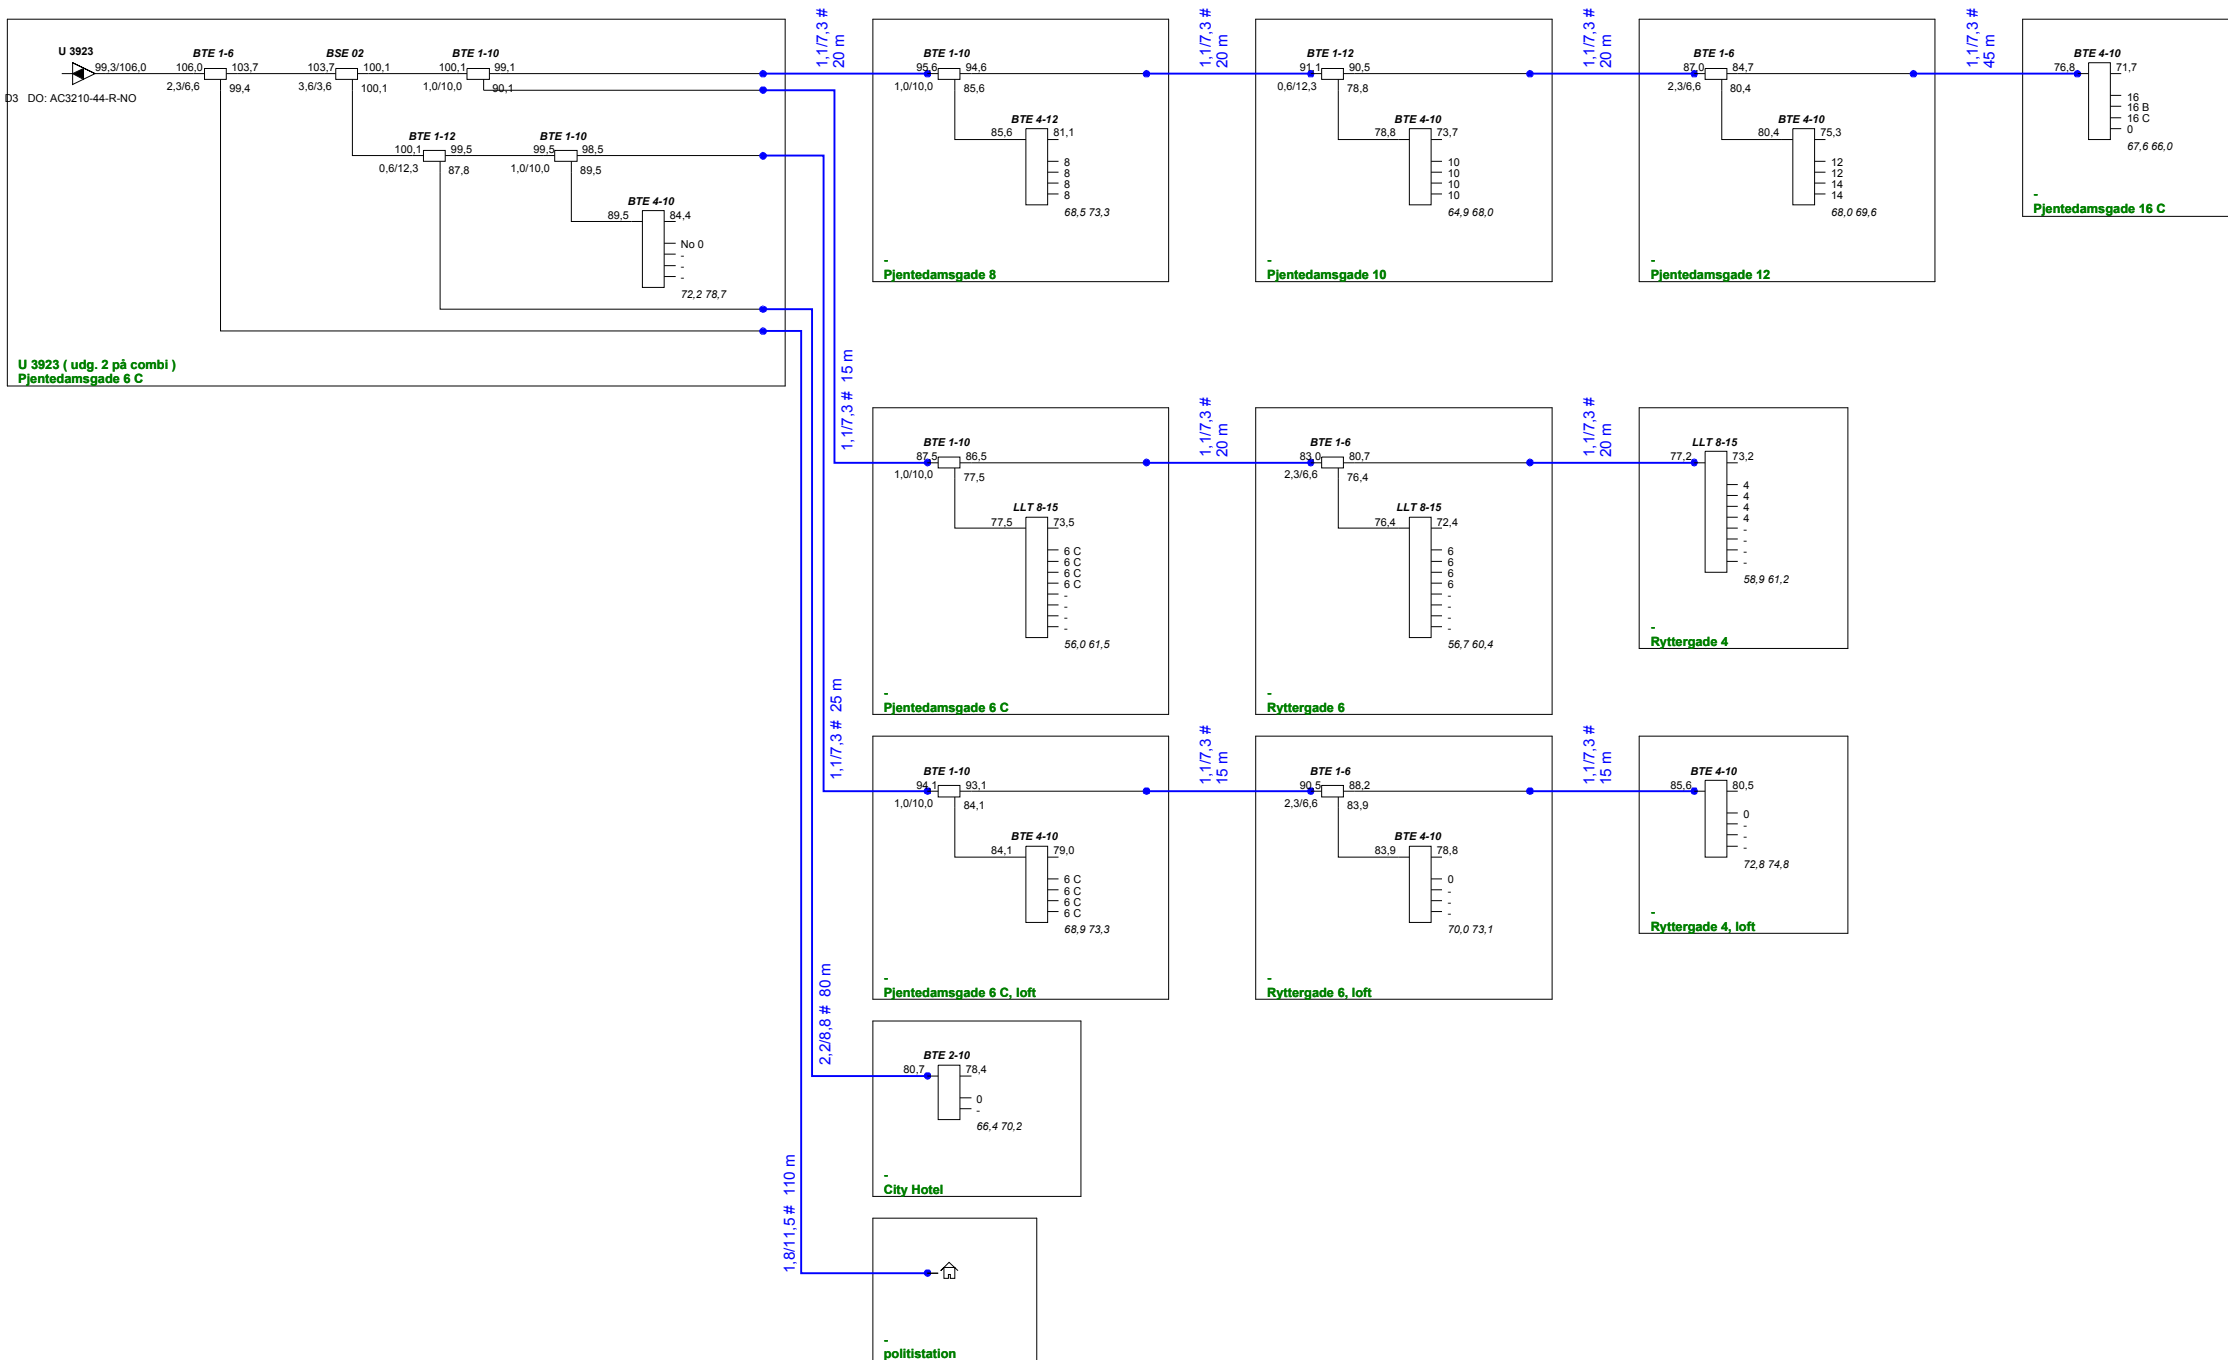 U 3923
99,3/106,0
D3 DO: AC3210-44-R-NO
BTE 1-6
106,0 103,7
2,3/6,6 99,4
BSE 02
103,7 100,1
3,6/3,6 100,1
BTE 1-10
100,1 99,1
1,0/10,0 90,1
BTE 1-12
100,1 99,5
0,6/12,3 87,8
BTE 1-10
99,5 98,5
1,0/10,0 89,5
BTE 4-10
89,5 84,4
No 0
-
-
-
72,2 78,7
U 3923 ( udg. 2 på combi )
Pjentedamsgade 6 C
1,1/7,3 #
20 m
BTE 1-10
95,6 94,6
1,0/10,0 85,6
BTE 4-12
85,6 81,1
8
8
8
8
68,5 73,3
-
Pjentedamsgade 8
1,1/7,3 #
20 m
BTE 1-12
91,1 90,5
0,6/12,3 78,8
BTE 4-10
78,8 73,7
10
10
10
10
64,9 68,0
-
Pjentedamsgade 10
1,1/7,3 #
20 m
BTE 1-6
87,0 84,7
2,3/6,6 80,4
BTE 4-10
80,4 75,3
12
12
14
14
68,0 69,6
-
Pjentedamsgade 12
1,1/7,3 #
45 m
BTE 4-10
76,8 71,7
16
16 B
16 C
0
67,6 66,0
-
Pjentedamsgade 16 C
1,1/7,3 # 15 m
BTE 1-10
87,5 86,5
1,0/10,0 77,5
LLT 8-15
77,5 73,5
6 C
6 C
6 C
6 C
-
-
-
-
56,0 61,5
-
Pjentedamsgade 6 C
1,1/7,3 #
20 m
BTE 1-6
83,0 80,7
2,3/6,6 76,4
LLT 8-15
76,4 72,4
6
6
6
6
-
-
-
-
56,7 60,4
-
Ryttergade 6
1,1/7,3 #
20 m
LLT 8-15
77,2 73,2
4
4
4
4
-
-
-
-
58,9 61,2
-
Ryttergade 4
1,1/7,3 # 25 m
BTE 1-10
94,1 93,1
1,0/10,0 84,1
BTE 4-10
84,1 79,0
6 C
6 C
6 C
6 C
68,9 73,3
-
Pjentedamsgade 6 C, loft
1,1/7,3 #
15 m
BTE 1-6
90,5 88,2
2,3/6,6 83,9
BTE 4-10
83,9 78,8
0
-
-
-
70,0 73,1
-
Ryttergade 6, loft
1,1/7,3 #
15 m
BTE 4-10
85,6 80,5
0
-
-
-
72,8 74,8
-
Ryttergade 4, loft
2,2/8,8 # 80 m
BTE 2-10
80,7 78,4
0
-
66,4 70,2
-
City Hotel
1,8/11,5 # 110 m
-
politistation